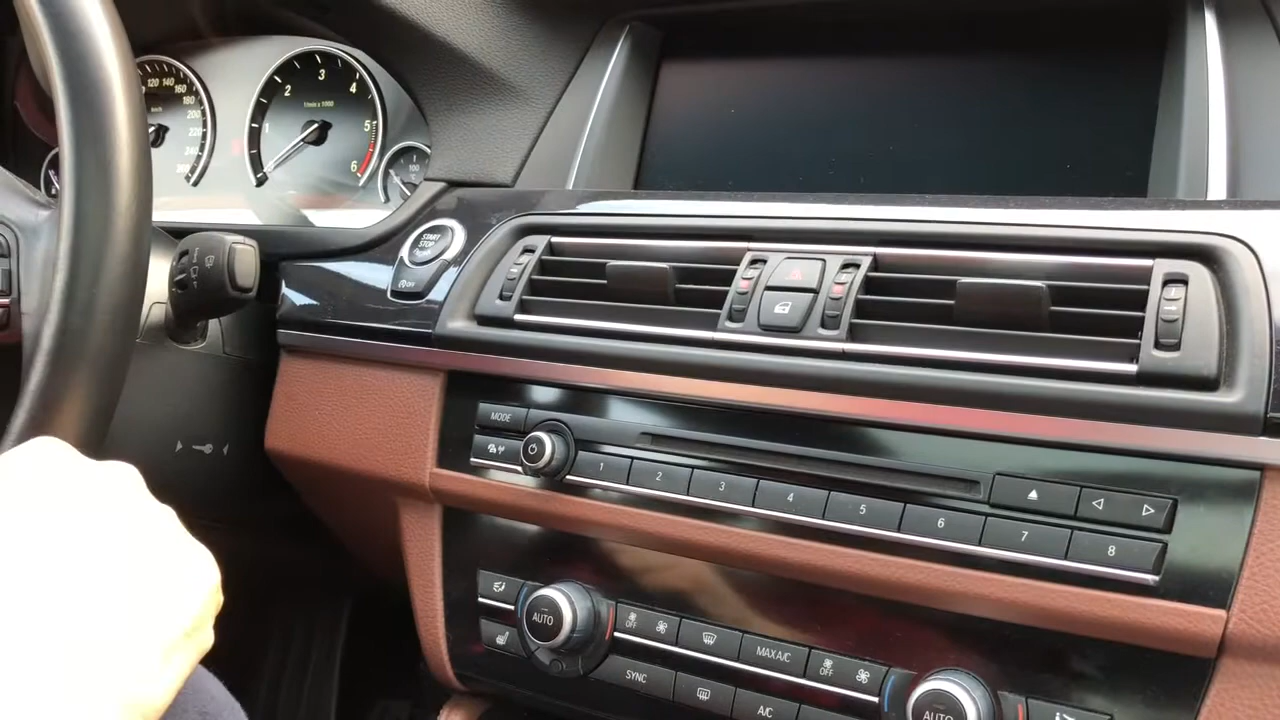 120 140 160
180
200
220
240
km/h
1 2 3 4 5 6
1/min x 1000
100
°C
START
STOP
OFF
MODE
1 2 3 4 5 6 7 8
AUTO
OFF
MAX A/C
OFF
SYNC
A/C
AUTO